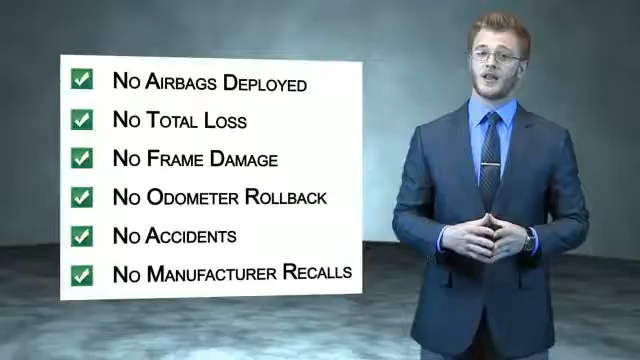 No Airbags Deployed
No Total Loss
No Frame Damage
No Odometer Rollback
No Accidents
No Manufacturer Recalls